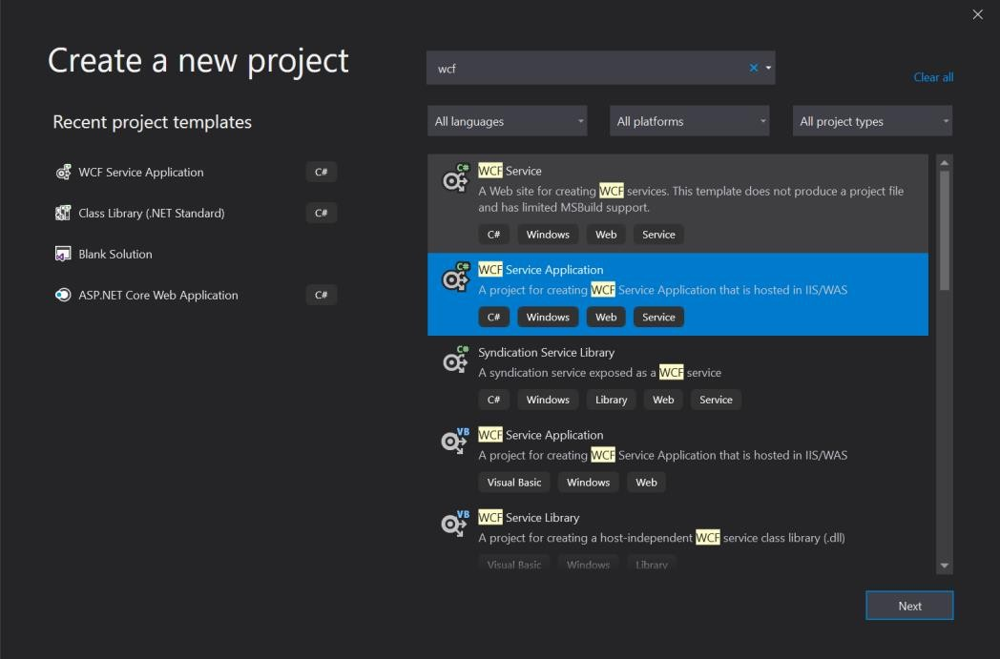 Create a new project
Recent project templates
WCF Service Application C#
Class Library (.NET Standard) C#
Blank Solution
ASP.NET Core Web Application C#
wcf
Clear all
All languages All platforms All project types
C#
WCF Service
A Web site for creating WCF services. This template does not produce a project file
and has limited MSBuild support.
C# Windows Web Service
C#
WCF Service Application
A project for creating WCF Service Application that is hosted in IIS/WAS
C# Windows Web Service
C#
Syndication Service Library
A syndication service exposed as a WCF service
C# Windows Library Web Service
VB
WCF Service Application
A project for creating WCF Service Application that is hosted in IIS/WAS
Visual Basic Windows Web
VB
WCF Service Library
A project for creating a host-independent WCF service class library (.dll)
Visual Basic Windows Library
Next